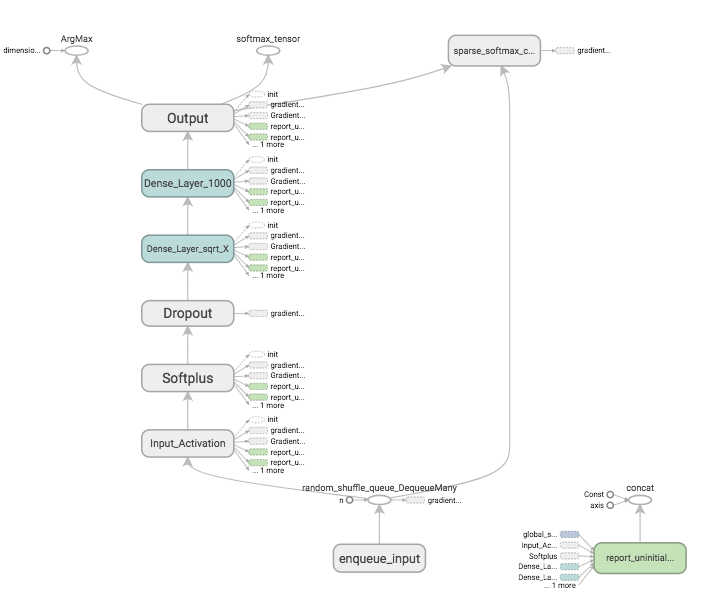 ArgMax
softmax_tensor
dimensio...
sparse_softmax_c...
gradient...
init
gradient...
Output
Gradient...
report_u...
report_u...
... 1 more
init
gradient...
Dense_Layer_1000
Gradient...
report_u...
report_u...
... 1 more
init
gradient...
Dense_Layer_sqrt_X
Gradient...
report_u...
report_u...
... 1 more
Dropout
gradient...
init
gradient...
Softplus
Gradient...
report_u...
report_u...
... 1 more
init
gradient...
Input_Activation
Gradient...
report_u...
report_u...
... 1 more
random_shuffle_queue_DequeueMany
n
gradient...
enqueue_input
concat
Const
axis
global_s...
Input_Ac...
Softplus
Dense_La...
Dense_La...
... 1 more
report_uninitial...